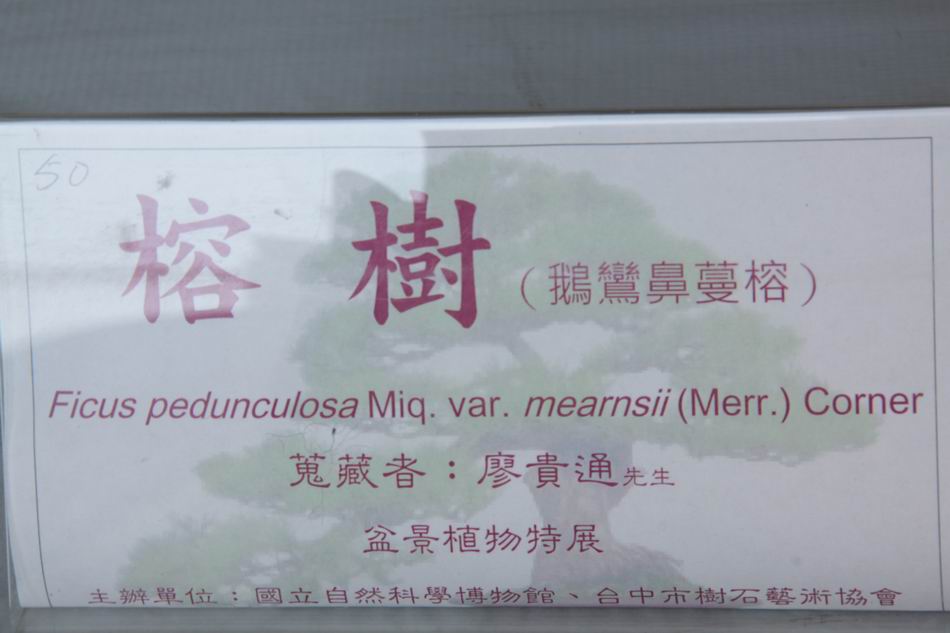 50
榕樹（鵝鸞鼻蔓榕）
Ficus pedunculosa Miq. var. mearnsii (Merr.) Corner
蒐藏者：廖貴通先生
盆景植物特展
主辦單位：國立自然科學博物館、台中市樹石藝術協會